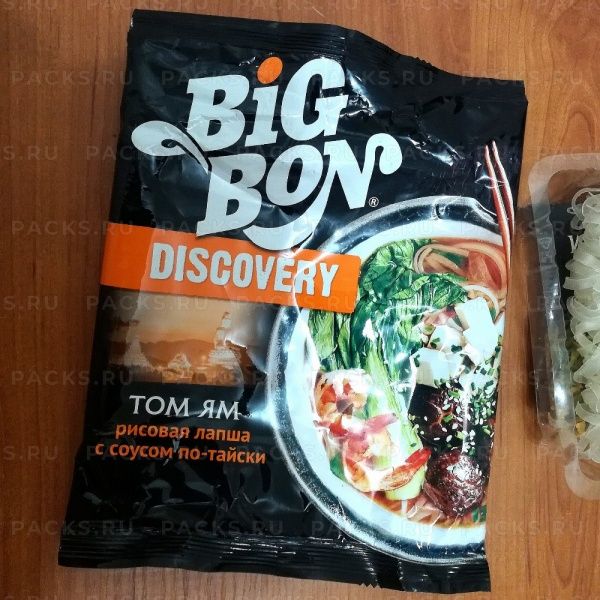 BiG
BON®
DISCOVERY
ТОМ ЯМ
рисовая лапша
с соусом по-тайски
PACKS.RU